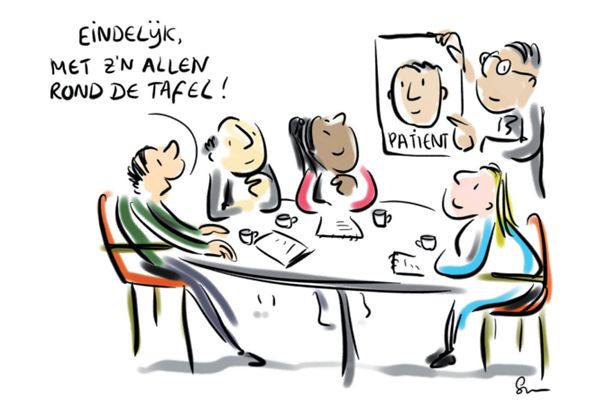 EINDELIJK,
MET Z'N ALLEN
ROND DE TAFEL!
PATIENT